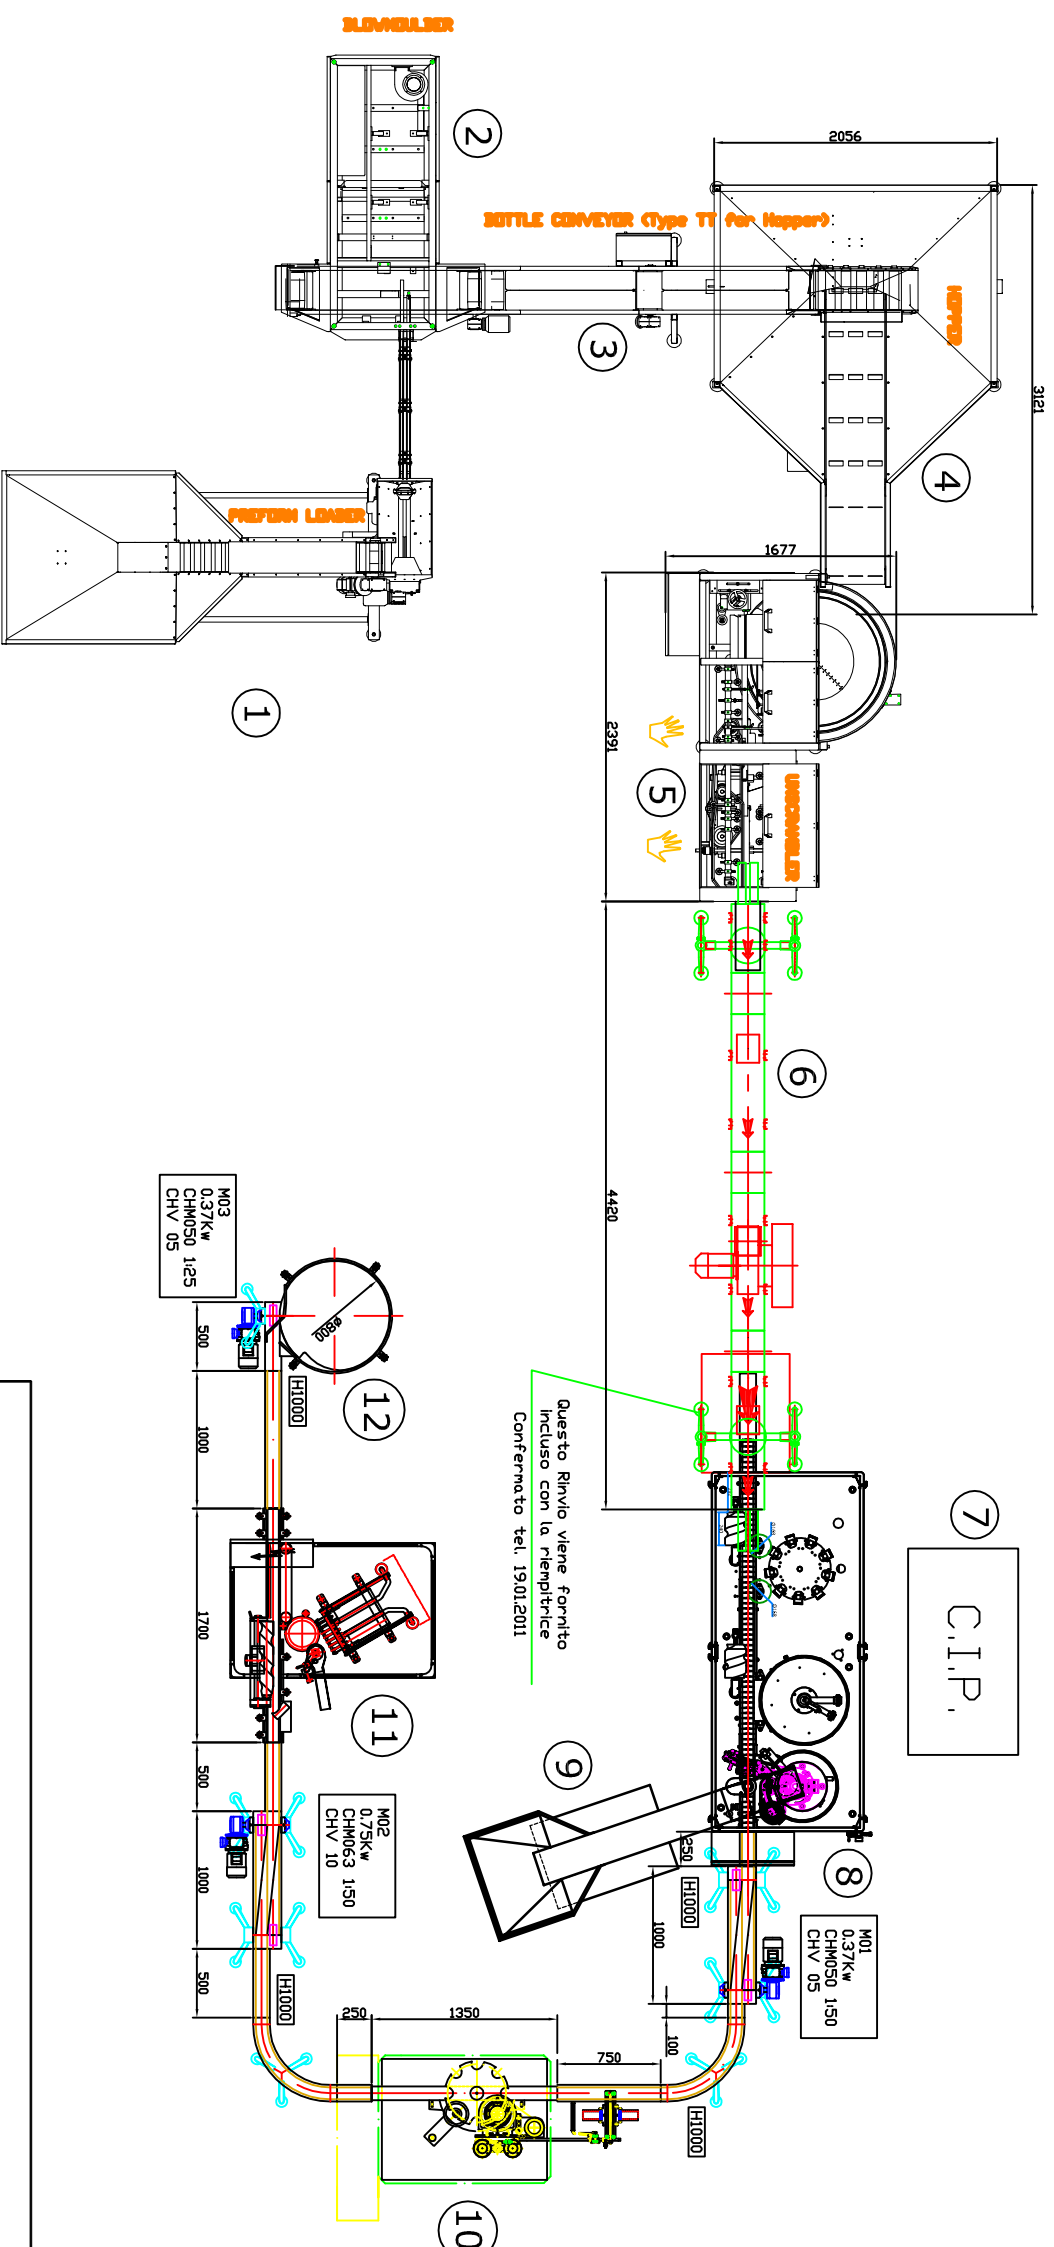 BLOWMOULDER
2
2056
BOTTLE CONVEYOR (Type TT for Hopper)
HOPPER
3121
3
4
PREFORM LOADER
1
1677
2391
5
UNSCRAMBLER
6
4420
7
C.I.P.
M03
0.37Kw
CHM050 1:25
CHV 05
500
Ø800
12
H1000
1000
Questo Rinvio viene fornito
incluso con la riempitrice
Confermato tel. 19.01.2011
1700
11
9
8
250
H1000
1000
M01
0.37Kw
CHM050 1:50
CHV 05
500
M02
0.75Kw
CHM063 1:50
CHV 10
1000
500
H1000
100
250
1350
750
H1000
10